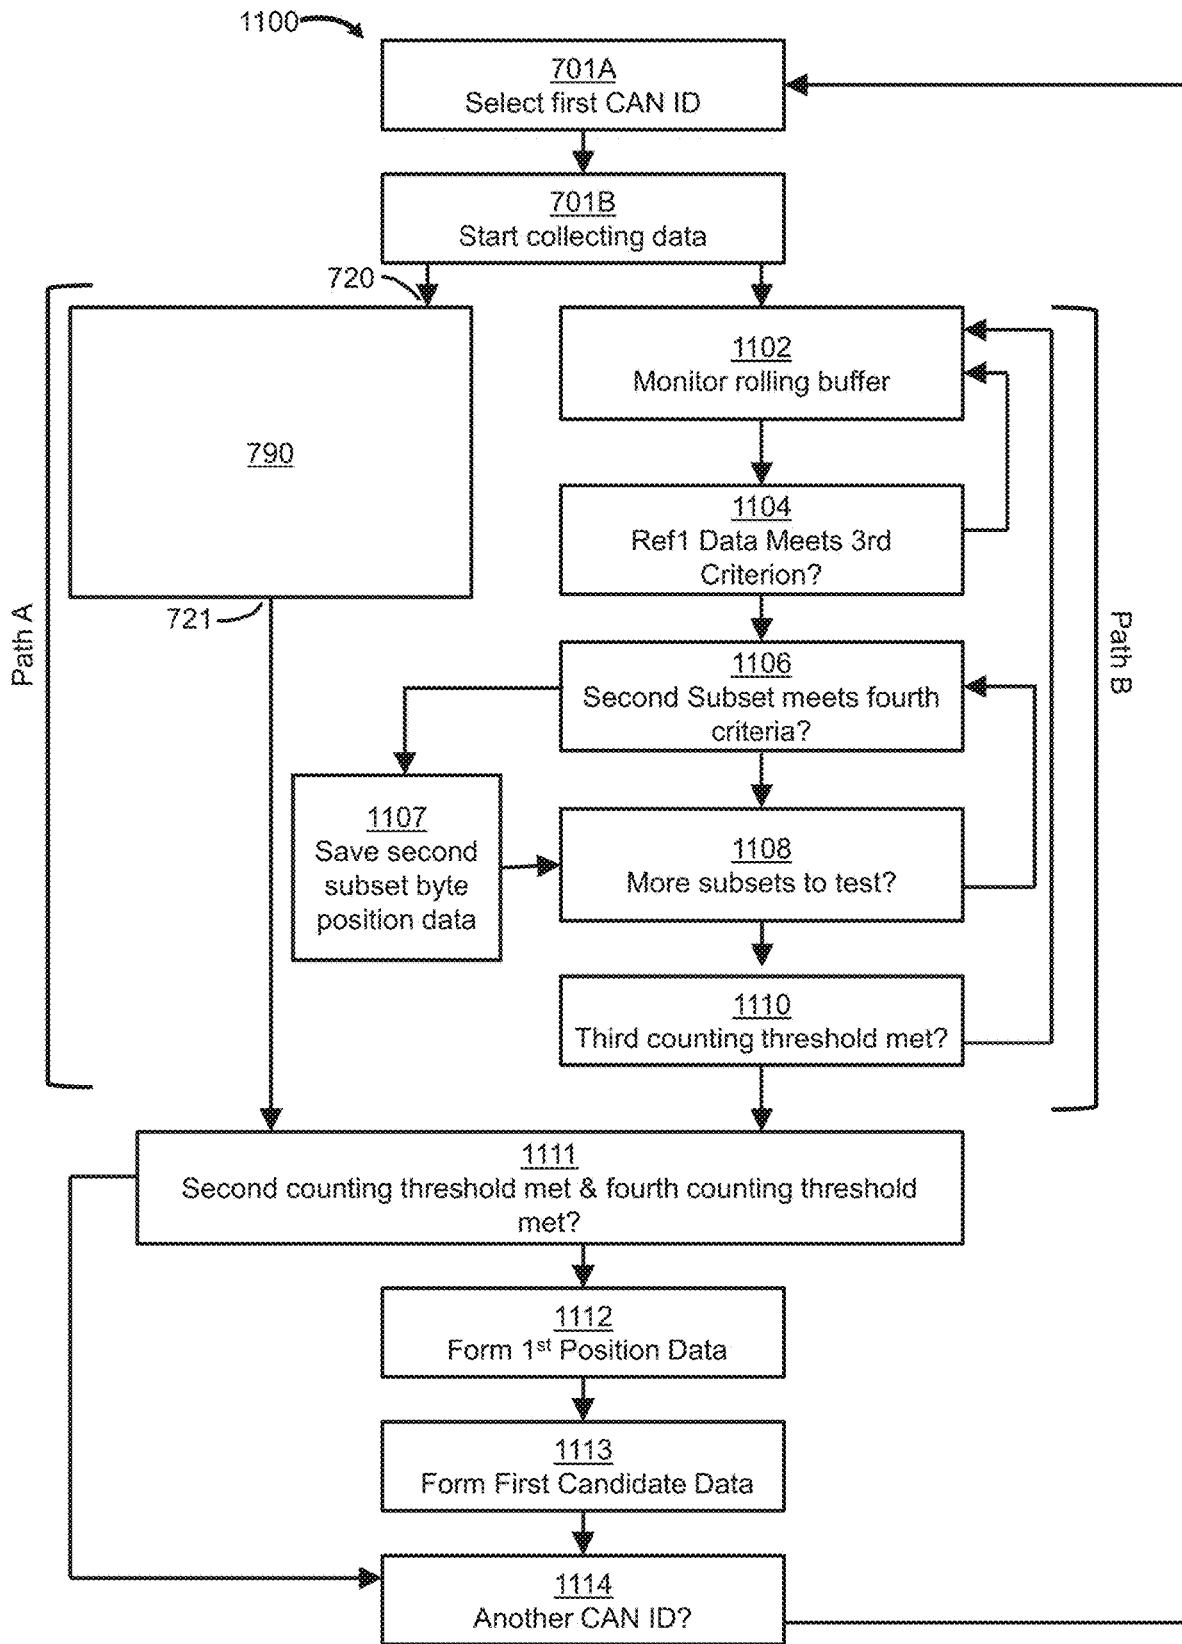 1100
701A
Select first CAN ID
701B
Start collecting data
720
790
721
Path A
1102
Monitor rolling buffer
1104
Ref1 Data Meets 3rd
Criterion?
1106
Second Subset meets fourth
criteria?
1107
Save second
subset byte
position data
1108
More subsets to test?
1110
Third counting threshold met?
Path B
1111
Second counting threshold met & fourth counting threshold
met?
1112
Form 1st Position Data
1113
Form First Candidate Data
1114
Another CAN ID?